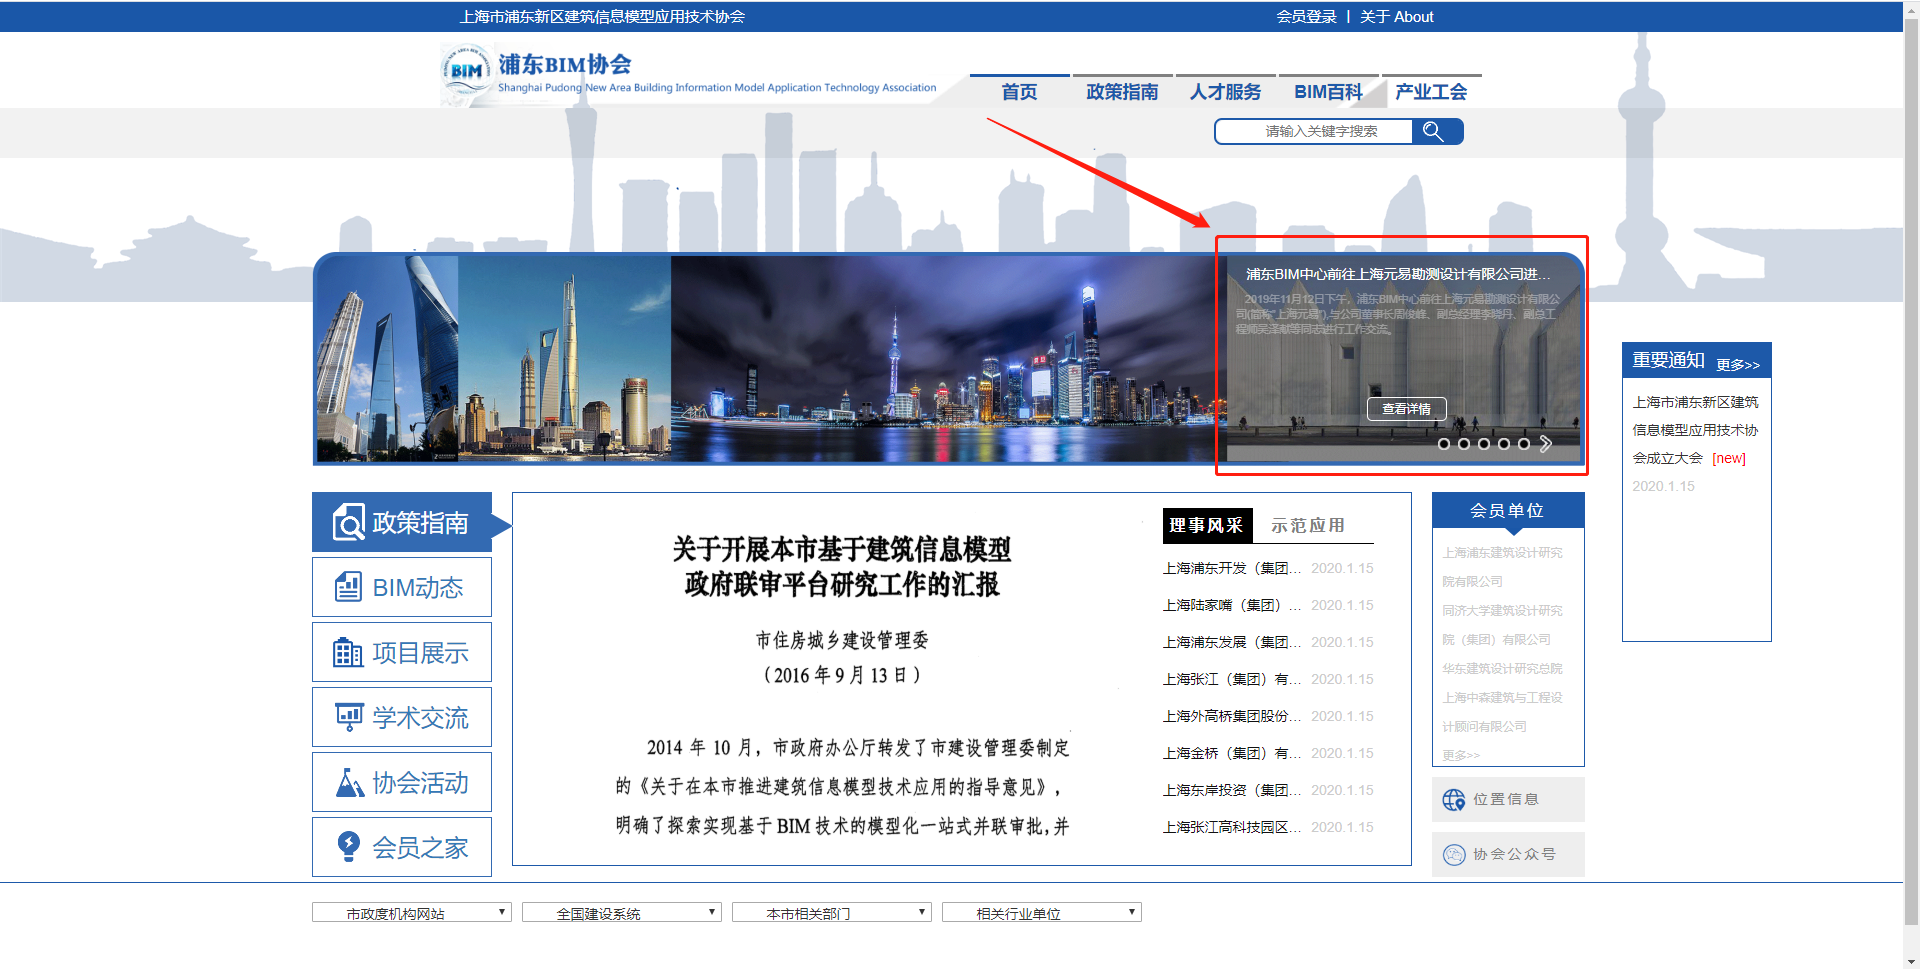 上海市浦东新区建筑信息模型应用技术协会
会员登录 | 关于 About
浦东BIM协会
Shanghai Pudong New Area Building Information Model Application Technology Association
BIM
首页
政策指南
人才服务
BIM百科
产业工会
请输入关键字搜索
浦东BIM中心前往上海元易勘测设计有限公司进...
2019年11月12日下午，浦东BIM中心前往上海元易勘测设计有限公
司(简称“上海元易”),与公司董事长周俊峰、副总经理李晓丹、副总工
程师吴泽献等同志进行工作交流。
查看详情
重要通知 更多>>
上海市浦东新区建筑
信息模型应用技术协
会成立大会 [new]
2020.1.15
政策指南
BIM动态
项目展示
学术交流
协会活动
会员之家
关于开展本市基于建筑信息模型
政府联审平台研究工作的汇报
市住房城乡建设管理委
（2016年9月13日）
2014 年 10 月，市政府办公厅转发了市建设管理委制定
的《关于在本市推进建筑信息模型技术应用的指导意见》，
明确了探索实现基于 BIM 技术的模型化一站式并联审批,并
理事风采 示范应用
上海浦东开发（集团... 2020.1.15
上海陆家嘴（集团）... 2020.1.15
上海浦东发展（集团... 2020.1.15
上海张江（集团）有... 2020.1.15
上海外高桥集团股份... 2020.1.15
上海金桥（集团）有... 2020.1.15
上海东岸投资（集团... 2020.1.15
上海张江高科技园区... 2020.1.15
会员单位
上海浦东建筑设计研究
院有限公司
同济大学建筑设计研究
院（集团）有限公司
华东建筑设计研究总院
上海中森建筑与工程设
计顾问有限公司
更多>>
位置信息
协会公众号
市政度机构网站
全国建设系统
本市相关部门
相关行业单位